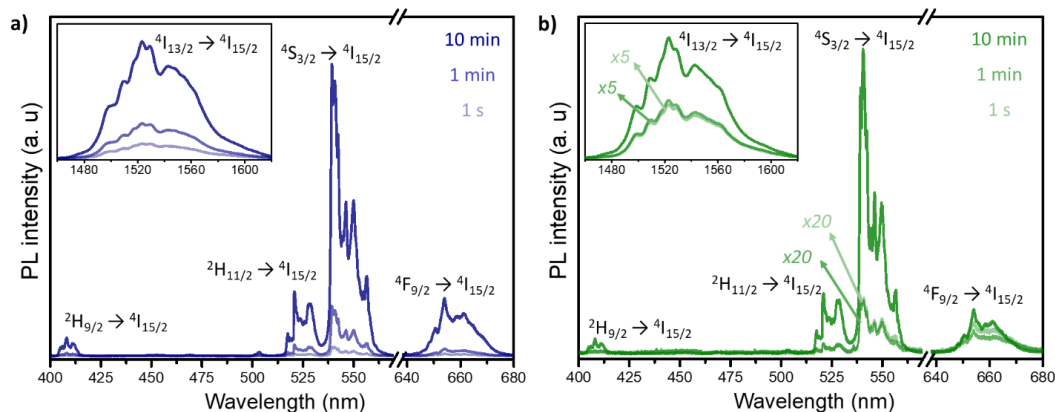 a)
⁴I₁₃/₂ → ⁴I₁₅/₂
⁴S₃/₂ → ⁴I₁₅/₂
10 min
1 min
1 s
1480 1520 1560 1600
²H₁₁/₂ → ⁴I₁₅/₂
⁴F₉/₂ → ⁴I₁₅/₂
²H₉/₂ → ⁴I₁₅/₂
PL intensity (a. u)
400 425 450 475 500 525 550 640 660 680
Wavelength (nm)
b)
⁴I₁₃/₂ → ⁴I₁₅/₂
⁴S₃/₂ → ⁴I₁₅/₂
10 min
1 min
1 s
x5
x5
1480 1520 1560 1600
x20
x20
²H₁₁/₂ → ⁴I₁₅/₂
⁴F₉/₂ → ⁴I₁₅/₂
²H₉/₂ → ⁴I₁₅/₂
PL intensity (a. u)
400 425 450 475 500 525 550 640 660 680
Wavelength (nm)